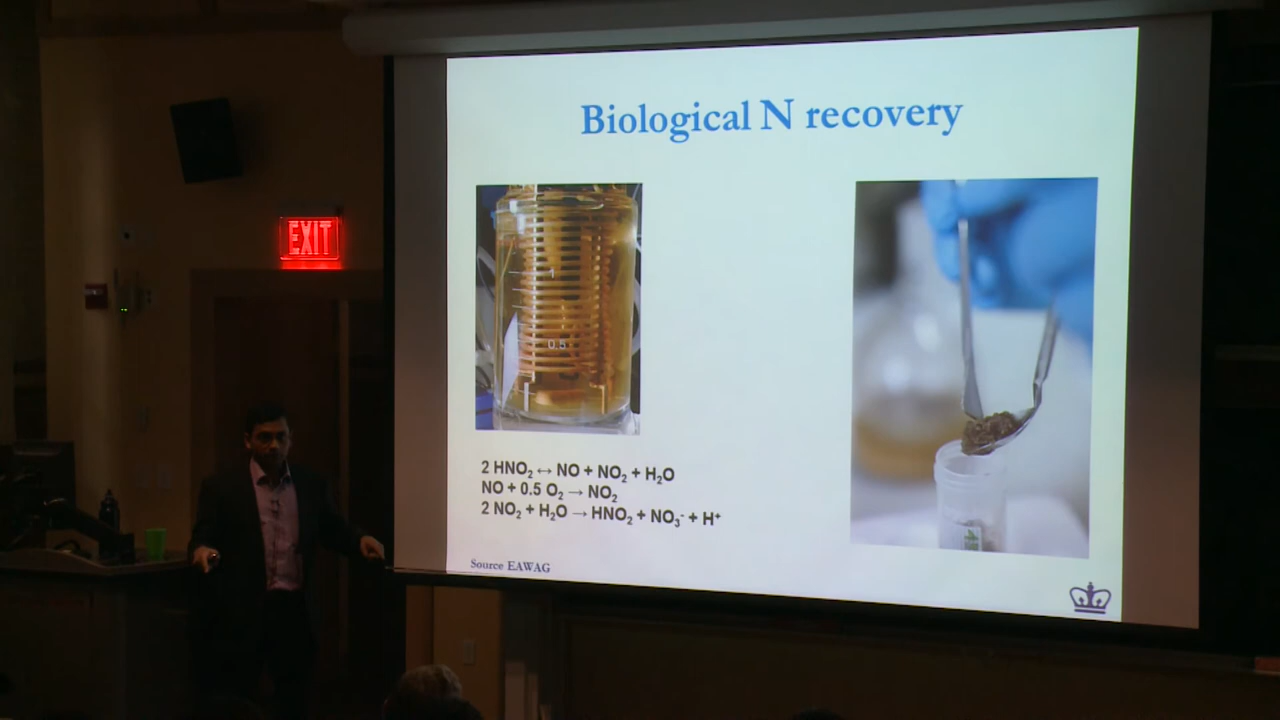 Biological N recovery
EXIT
0.5
2 HNO₂ ↔ NO + NO₂ + H₂O
NO + 0.5 O₂ → NO₂
2 NO₂ + H₂O → HNO₂ + NO₃⁻ + H⁺
Source EAWAG